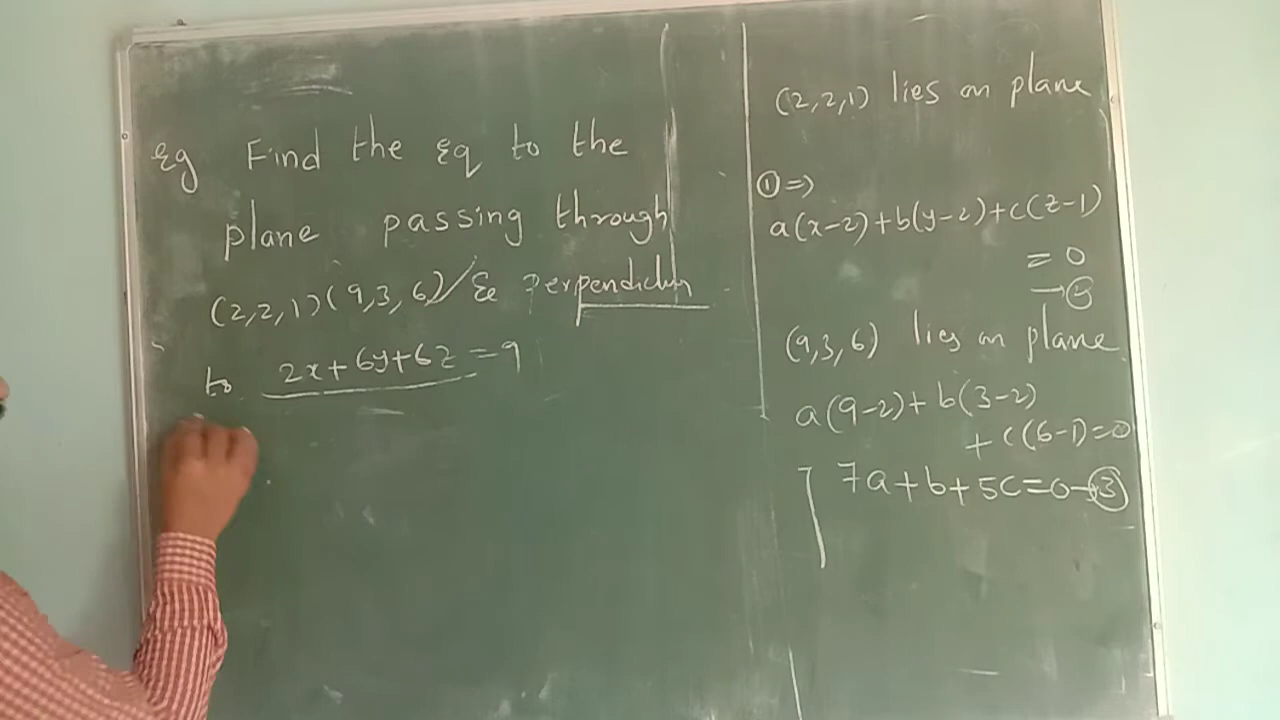 Eg Find the Eq to the
plane passing through
(2,2,1)(9,3,6) & perpendicular
to 2x+6y+6z=9
(2,2,1) lies on plane
①=>
a(x-2)+b(y-2)+c(z-1)
=0
→②
(9,3,6) lies on plane
a(9-2)+b(3-2)
+c(6-1)=0
7a+b+5c=0→③